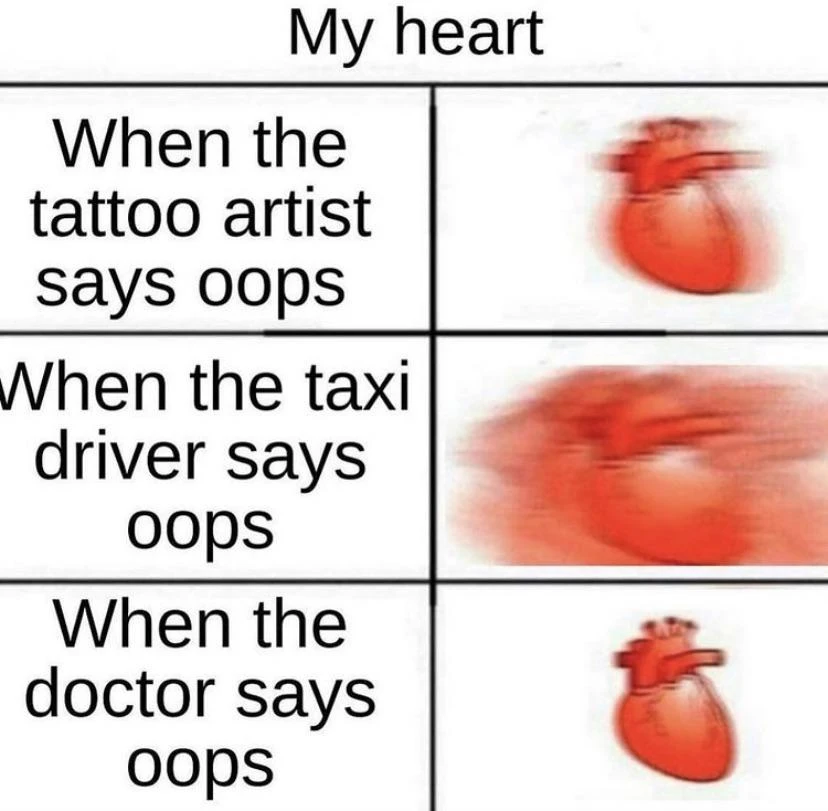 My heart
When the
tattoo artist
says oops
When the taxi
driver says
oops
When the
doctor says
oops